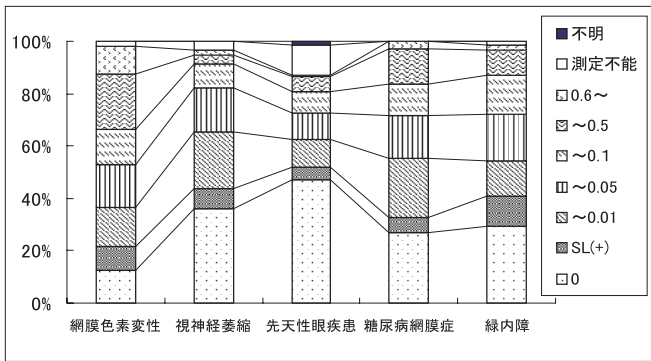 100%
80%
60%
40%
20%
0%
網膜色素変性
視神経萎縮
先天性眼疾患
糖尿病網膜症
緑内障
不明
測定不能
0.6～
～0.5
～0.1
～0.05
～0.01
SL(+)
0